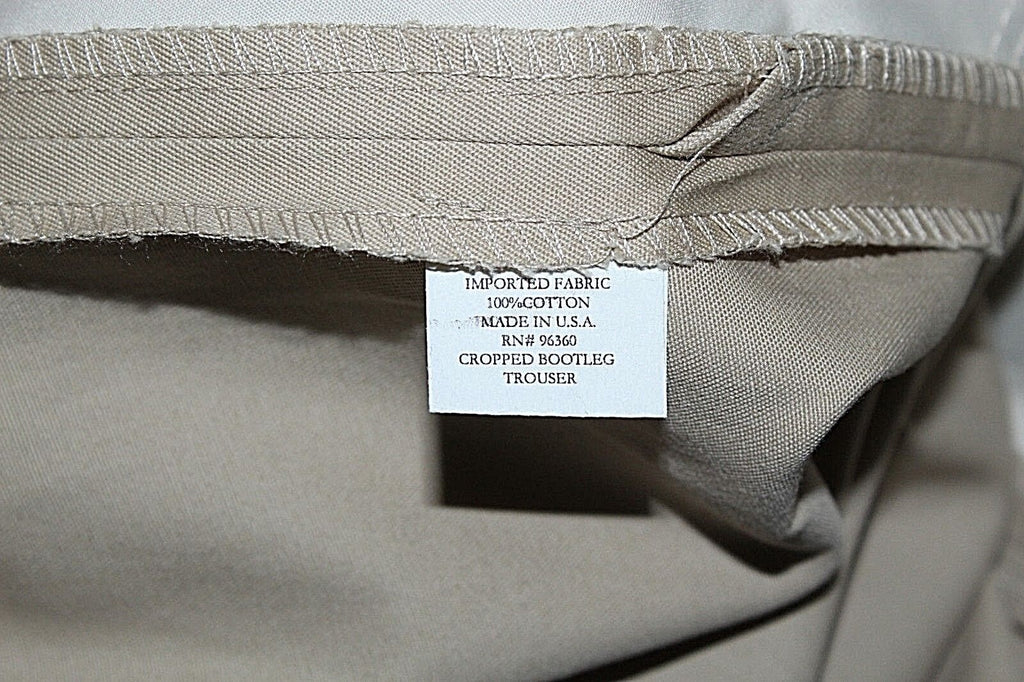 IMPORTED FABRIC
100%COTTON
MADE IN U.S.A.
RN# 96360
CROPPED BOOTLEG
TROUSER